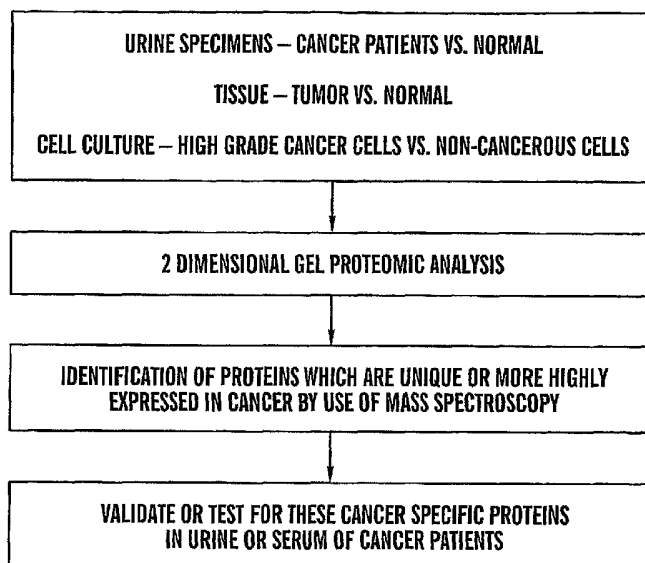 URINE SPECIMENS – CANCER PATIENTS VS. NORMAL
TISSUE – TUMOR VS. NORMAL
CELL CULTURE – HIGH GRADE CANCER CELLS VS. NON-CANCEROUS CELLS
2 DIMENSIONAL GEL PROTEOMIC ANALYSIS
IDENTIFICATION OF PROTEINS WHICH ARE UNIQUE OR MORE HIGHLY
EXPRESSED IN CANCER BY USE OF MASS SPECTROSCOPY
VALIDATE OR TEST FOR THESE CANCER SPECIFIC PROTEINS
IN URINE OR SERUM OF CANCER PATIENTS